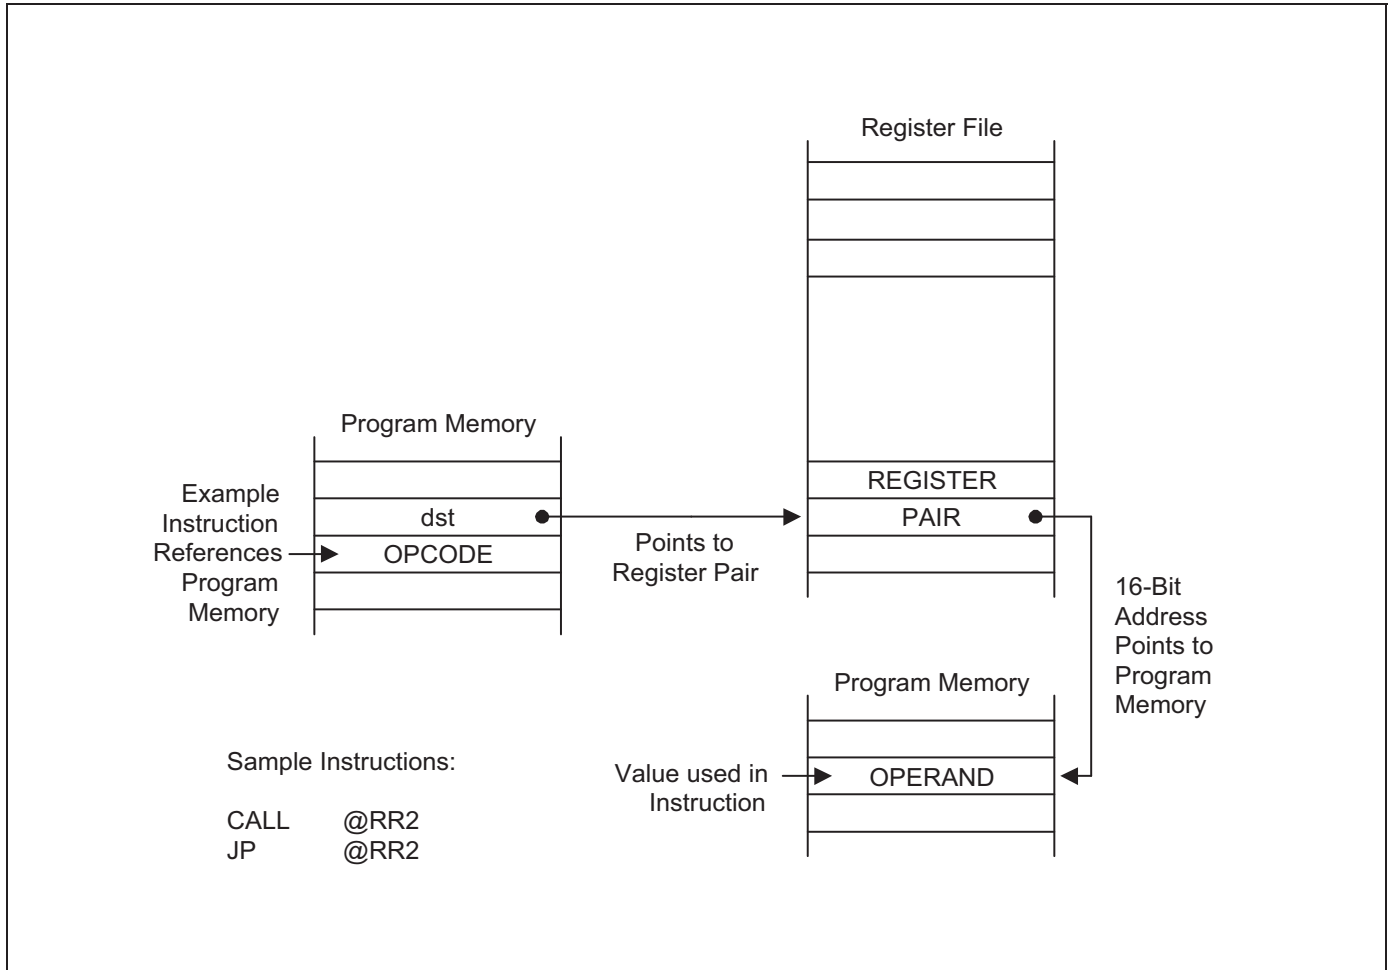 Register File
Program Memory
REGISTER
Example
Instruction
References
Program
Memory
dst
OPCODE
PAIR
Points to
Register Pair
16-Bit
Address
Points to
Program
Memory
Program Memory
Sample Instructions:
Value used in
Instruction
OPERAND
CALL @RR2
JP @RR2